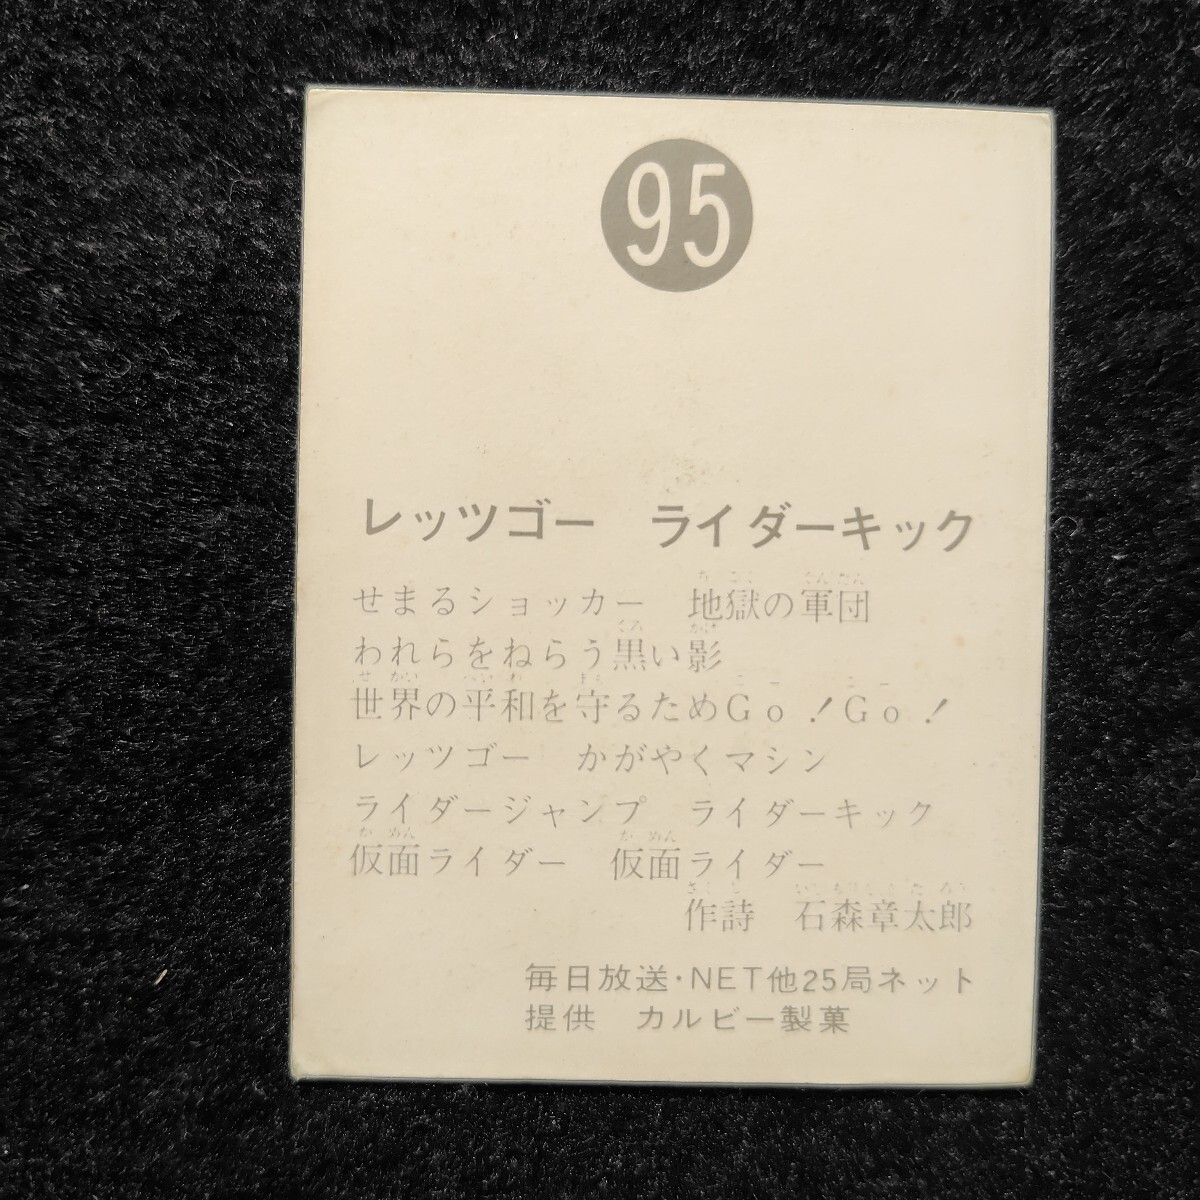 95
レッツゴー　ライダーキック
せまるショッカー　地獄の軍団
われらをねらう黒い影
世界の平和を守るためGo！Go！
レッツゴー　かがやくマシン
ライダージャンプ　ライダーキック
仮面ライダー　仮面ライダー
作詩　石森章太郎
毎日放送・NET他25局ネット
提供　カルビー製菓